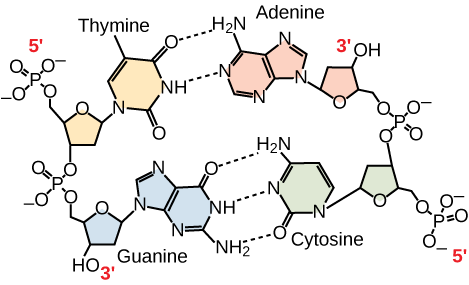 Thymine
Adenine
5'
3'
H2N
O
O
O–
P
–O
O
O
N
NH
O
N
N
N
N
N
OH
O
O
O–
P
O
O
O
O
P
–O
O–
O
O
N
N
N
O
NH
N
NH2
H2N
N
O
N
O
O
O–
P
O
O–
HO
3'
Guanine
Cytosine
5'